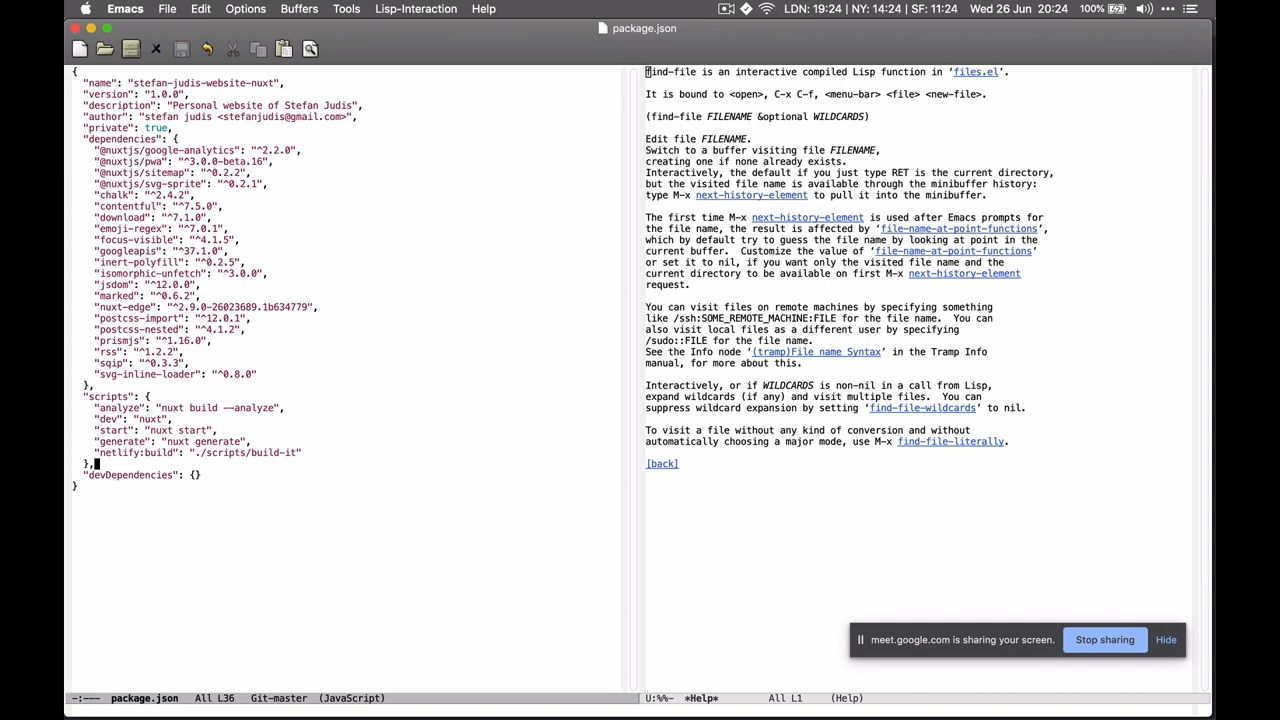 Emacs File Edit Options Buffers Tools Lisp-Interaction Help LDN: 19:24 | NY: 14:24 | SF: 11:24 Wed 26 Jun 20:24 100%
package.json
{
"name": "stefan-judis-website-nuxt",
"version": "1.0.0",
"description": "Personal website of Stefan Judis",
"author": "stefan judis <stefanjudis@gmail.com>",
"private": true,
"dependencies": {
"@nuxtjs/google-analytics": "^2.2.0",
"@nuxtjs/pwa": "^3.0.0-beta.16",
"@nuxtjs/sitemap": "^0.2.2",
"@nuxtjs/svg-sprite": "^0.2.1",
"chalk": "^2.4.2",
"contentful": "^7.5.0",
"download": "^7.1.0",
"emoji-regex": "^7.0.1",
"focus-visible": "^4.1.5",
"googleapis": "^37.1.0",
"inert-polyfill": "^0.2.5",
"isomorphic-unfetch": "^3.0.0",
"jsdom": "^12.0.0",
"marked": "^0.6.2",
"nuxt-edge": "^2.9.0-26023689.1b634779",
"postcss-import": "^12.0.1",
"postcss-nested": "^4.1.2",
"prismjs": "^1.16.0",
"rss": "^1.2.2",
"sqip": "^0.3.3",
"svg-inline-loader": "^0.8.0"
},
"scripts": {
"analyze": "nuxt build --analyze",
"dev": "nuxt",
"start": "nuxt start",
"generate": "nuxt generate",
"netlify:build": "./scripts/build-it"
},
"devDependencies": {}
}
find-file is an interactive compiled Lisp function in ‘files.el’.
It is bound to <open>, C-x C-f, <menu-bar> <file> <new-file>.
(find-file FILENAME &optional WILDCARDS)
Edit file FILENAME.
Switch to a buffer visiting file FILENAME,
creating one if none already exists.
Interactively, the default if you just type RET is the current directory,
but the visited file name is available through the minibuffer history:
type M-x next-history-element to pull it into the minibuffer.
The first time M-x next-history-element is used after Emacs prompts for
the file name, the result is affected by ‘file-name-at-point-functions’,
which by default try to guess the file name by looking at point in the
current buffer.  Customize the value of ‘file-name-at-point-functions’
or set it to nil, if you want only the visited file name and the
current directory to be available on first M-x next-history-element
request.
You can visit files on remote machines by specifying something
like /ssh:SOME_REMOTE_MACHINE:FILE for the file name.  You can
also visit local files as a different user by specifying
/sudo::FILE for the file name.
See the Info node ‘(tramp)File name Syntax’ in the Tramp Info
manual, for more about this.
Interactively, or if WILDCARDS is non-nil in a call from Lisp,
expand wildcards (if any) and visit multiple files.  You can
suppress wildcard expansion by setting ‘find-file-wildcards’ to nil.
To visit a file without any kind of conversion and without
automatically choosing a major mode, use M-x find-file-literally.
[back]
meet.google.com is sharing your screen. Stop sharing Hide
-:--- package.json All L36 Git-master (JavaScript)
U:%%- *Help* All L1 (Help)